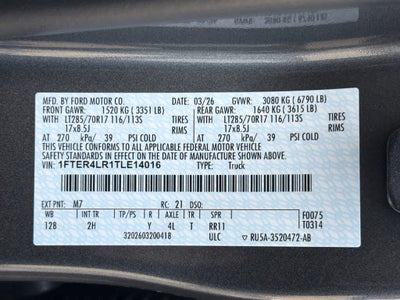 MFD. BY FORD MOTOR CO. 03/26 GVWR: 3080 KG ( 6790 LB)
FRONT GAWR: 1520 KG ( 3351 LB) REAR GAWR: 1640 KG ( 3615 LB)
WITH LT285/70R17 116/113S TIRES WITH LT285/70R17 116/113S TIRES
17x8.5J RIMS 17x8.5J RIMS
AT 270 kPa/ 39 PSI COLD AT 270 kPa/ 39 PSI COLD
THIS VEHICLE CONFORMS TO ALL APPLICABLE FEDERAL MOTOR VEHICLE
SAFETY STANDARDS IN EFFECT ON THE DATE OF MANUFACTURE SHOWN ABOVE.
VIN: 1FTER4LR1TLE14016 TYPE: Truck
EXT PNT: M7 RC: 21 DSO: F0075
WB INT TR TP/PS R AXLE TR SPR T0314
128 2H Y 4L T RR11
3202603200418 ULC RU5A-3520472-AB